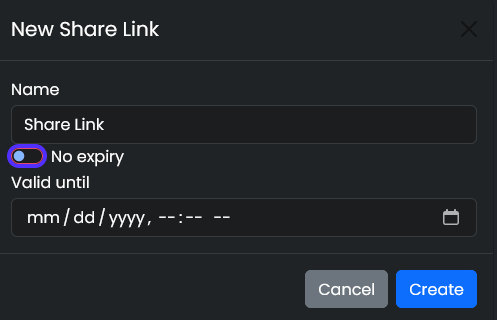 New Share Link
Name
Share Link
No expiry
Valid until
mm/dd/yyyy, --:-- --
Cancel
Create